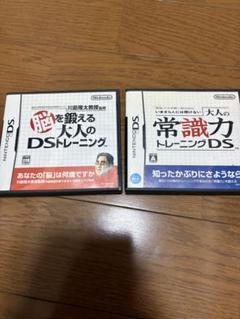 Nintendo
川島隆太教授監修
脳を鍛える
大人の
DSトレーニング
NINTENDO DS
あなたの「脳」は何歳ですか
Nintendo
いまさら人には聞けない 大人の
常識力
トレーニングDS
NINTENDO DS
知ったかぶりにさようなら